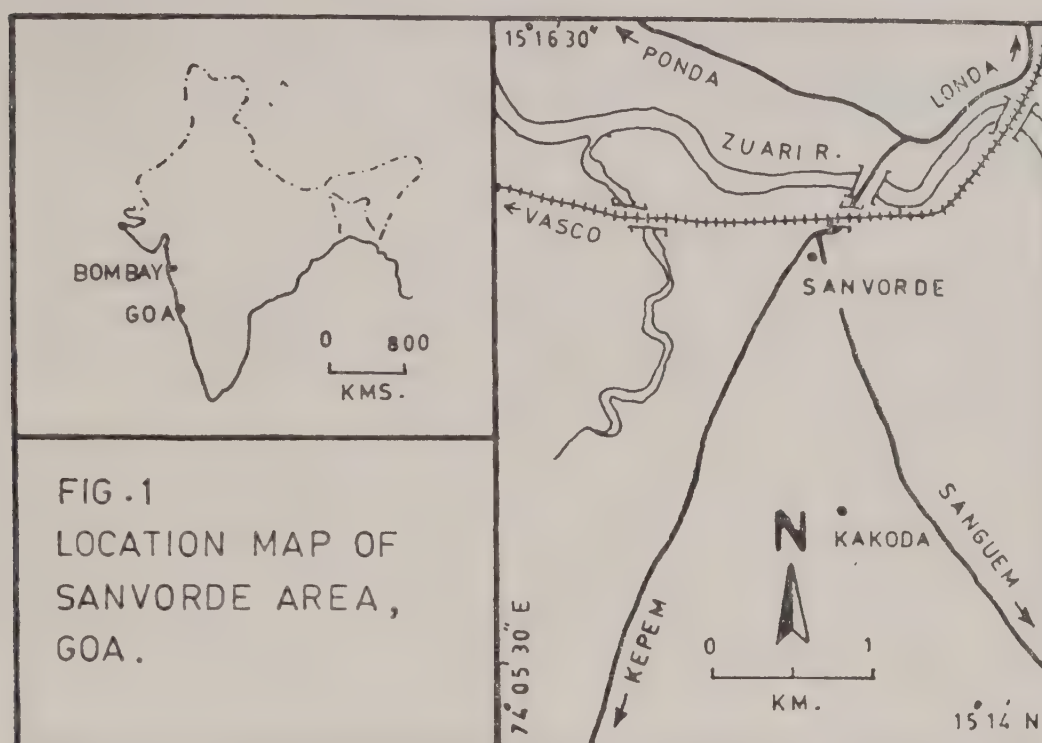 BOMBAY
GOA
0 800
KMS.
FIG.1
LOCATION MAP OF
SANVORDE AREA,
GOA.
15°16'30"
PONDA
LONDA
ZUARI R.
VASCO
SANVORDE
KAKODA
SANGUEM
KEPEM
N
0 1
KM.
74°05'30" E
15°14' N